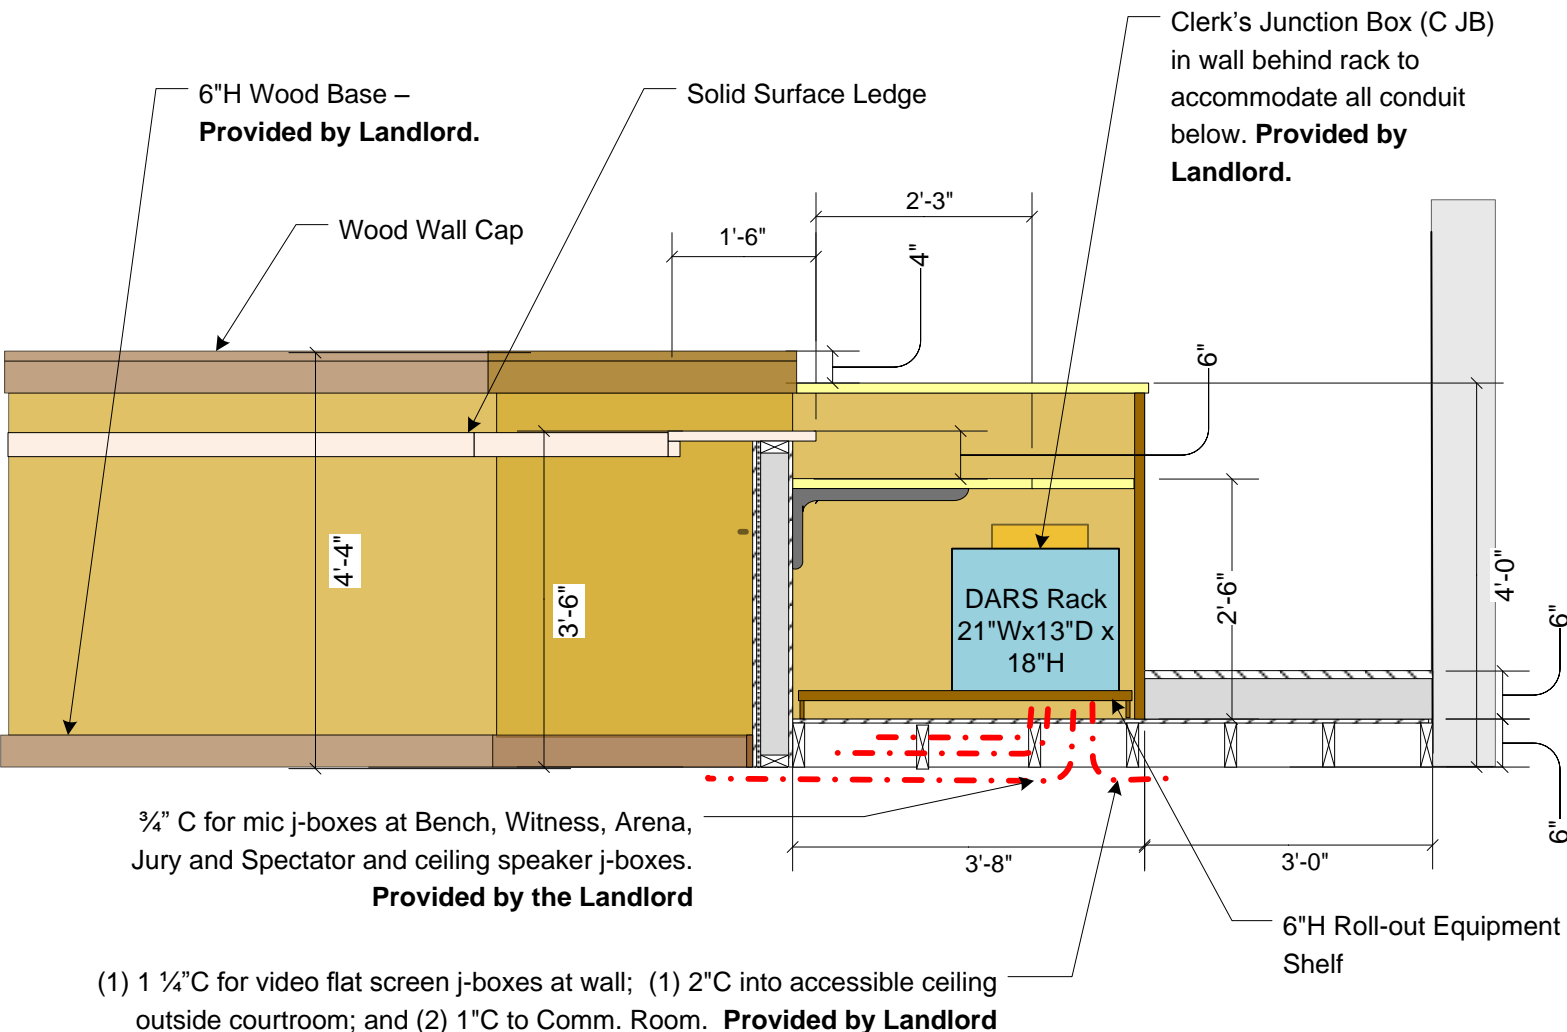 Clerk’s Junction Box (C JB)
in wall behind rack to
accommodate all conduit
below. Provided by
Landlord.
6"H Wood Base –
Provided by Landlord.
Solid Surface Ledge
Wood Wall Cap
2'-3"
1'-6"
4"
6"
4'-4"
3'-6"
2'-6"
4'-0"
6"
6"
DARS Rack
21"Wx13"D x
18"H
¾” C for mic j-boxes at Bench, Witness, Arena,
Jury and Spectator and ceiling speaker j-boxes.
Provided by the Landlord
3'-8"
3'-0"
6"H Roll-out Equipment
Shelf
(1) 1 ¼”C for video flat screen j-boxes at wall;  (1) 2"C into accessible ceiling
outside courtroom; and (2) 1"C to Comm. Room.  Provided by Landlord